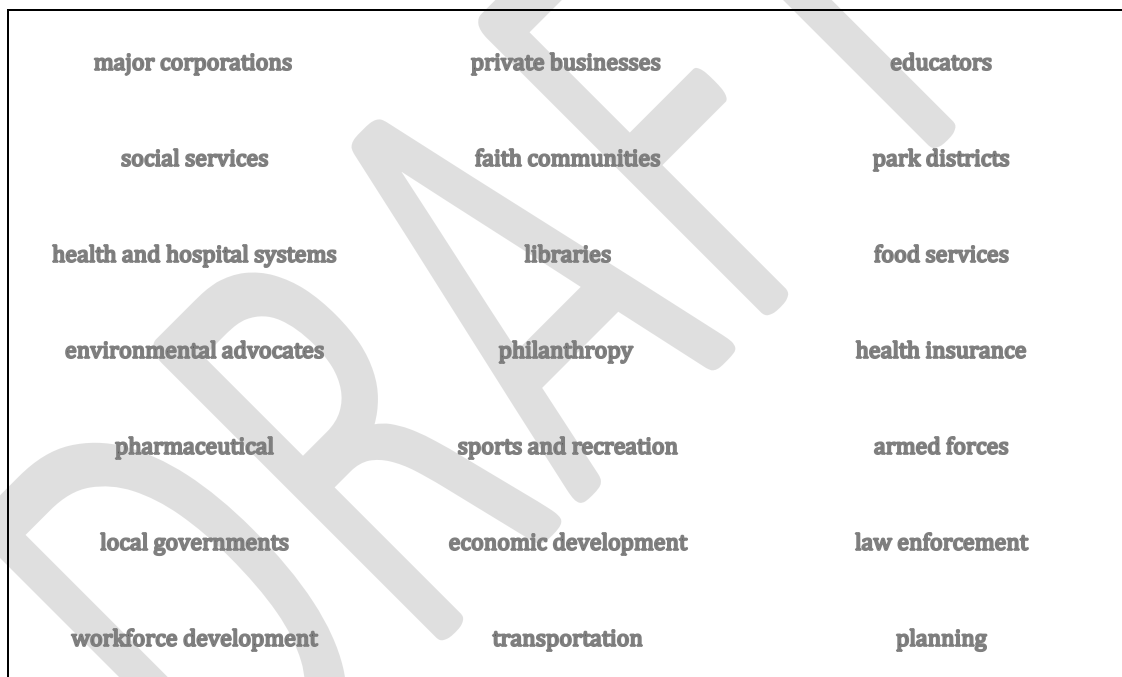 major corporations private businesses educators
social services faith communities park districts
health and hospital systems libraries food services
environmental advocates philanthropy health insurance
pharmaceutical sports and recreation armed forces
local governments economic development law enforcement
workforce development transportation planning
DRAFT